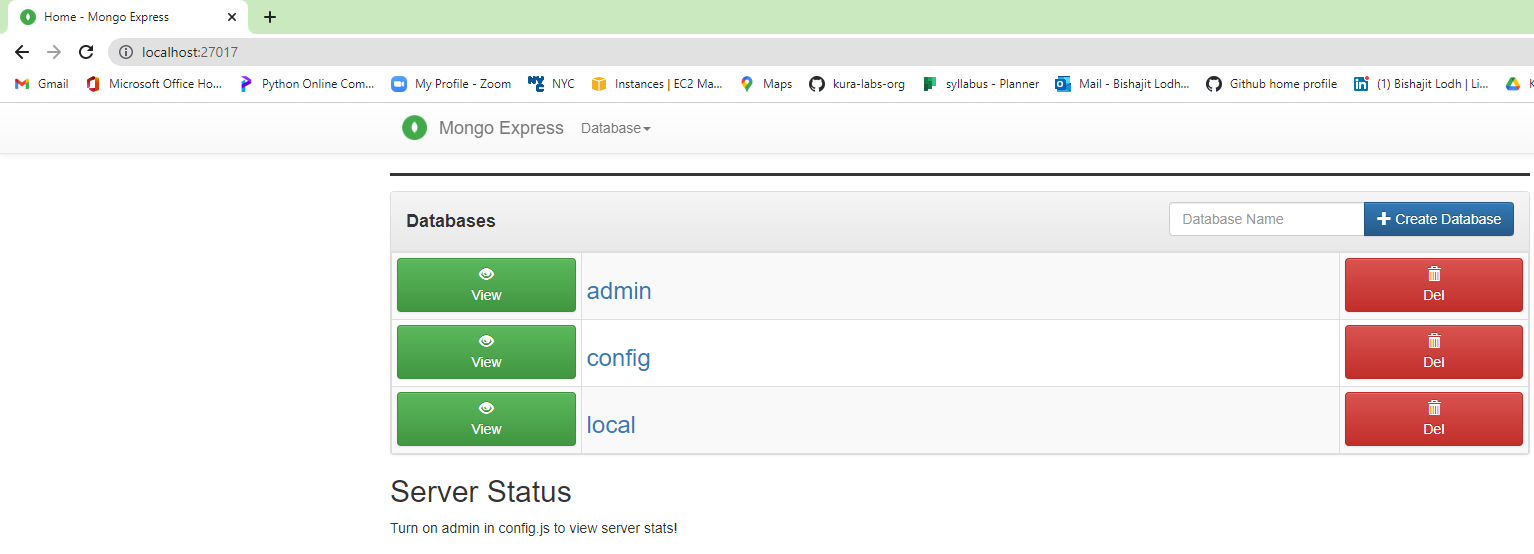 Home - Mongo Express
localhost:27017
Gmail Microsoft Office Ho... Python Online Com... My Profile - Zoom NYC Instances | EC2 Ma... Maps kura-labs-org syllabus - Planner Mail - Bishajit Lodh... Github home profile (1) Bishajit Lodh | Li... K
Mongo Express Database
Databases Database Name Create Database
View admin Del
View config Del
View local Del
Server Status
Turn on admin in config.js to view server stats!